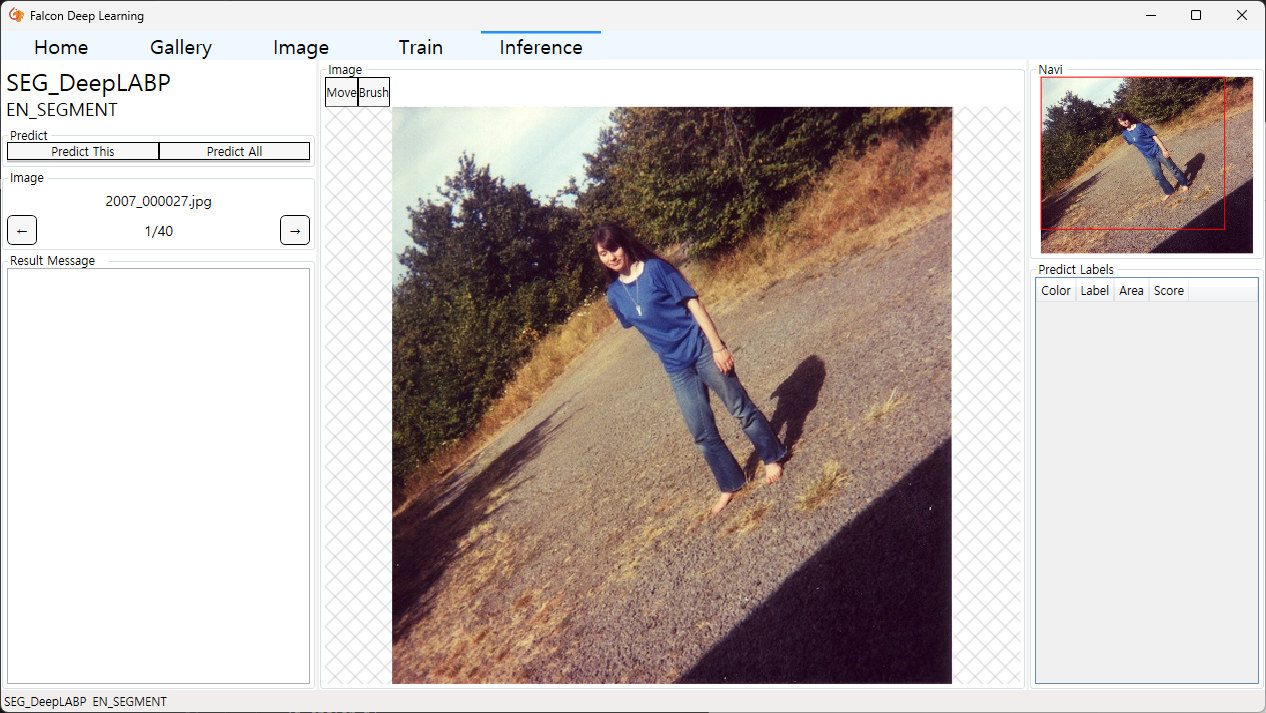 Falcon Deep Learning
Home Gallery Image Train Inference
SEG_DeepLABP
EN_SEGMENT
Predict
Predict This Predict All
Image
2007_000027.jpg
← 1/40 →
Result Message
Image
Move Brush
Navi
Predict Labels
Color Label Area Score
SEG_DeepLABP EN_SEGMENT